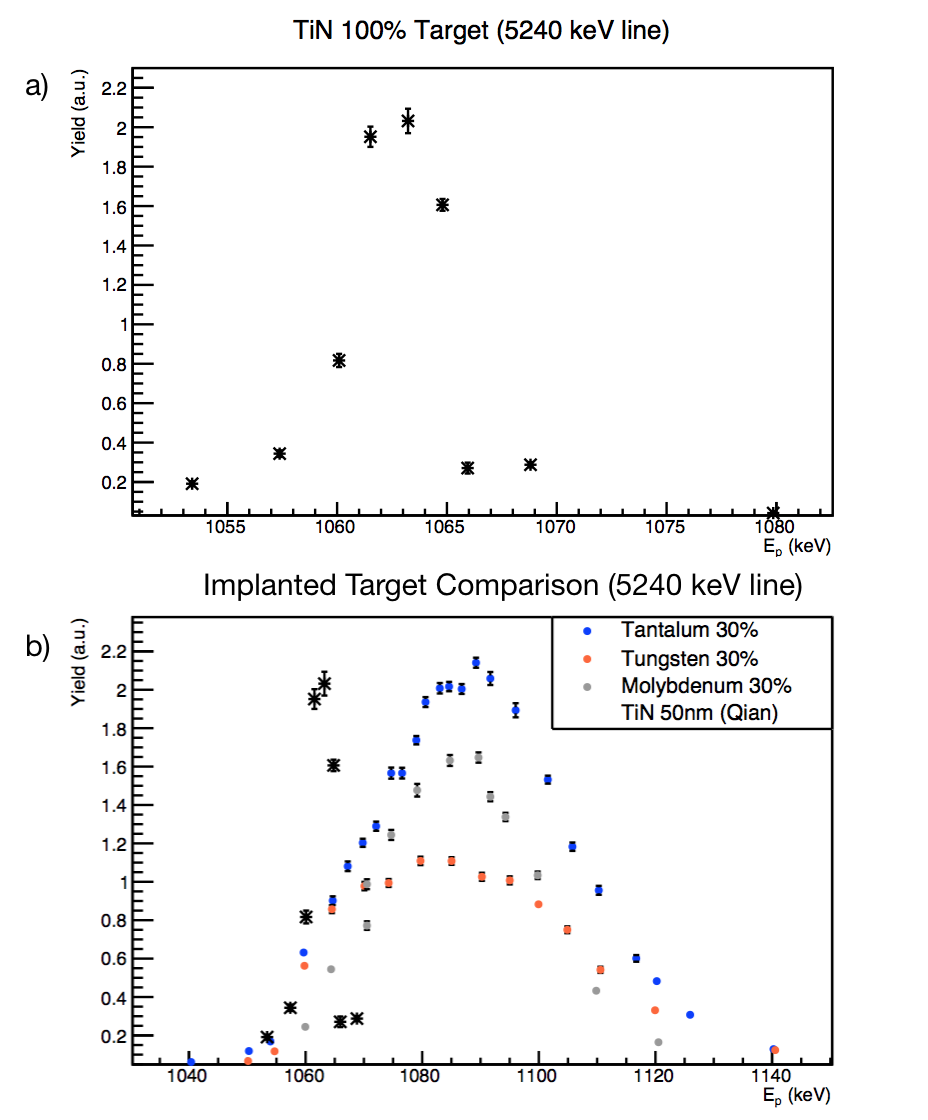 TiN 100% Target (5240 keV line)
a)
Yield (a.u.)
2.2
2
1.8
1.6
1.4
1.2
1
0.8
0.6
0.4
0.2
1055 1060 1065 1070 1075 1080
Ep (keV)
Implanted Target Comparison (5240 keV line)
b)
Yield (a.u.)
Tantalum 30%
Tungsten 30%
Molybdenum 30%
TiN 50nm (Qian)
2.2
2
1.8
1.6
1.4
1.2
1
0.8
0.6
0.4
0.2
1040 1060 1080 1100 1120 1140
Ep (keV)